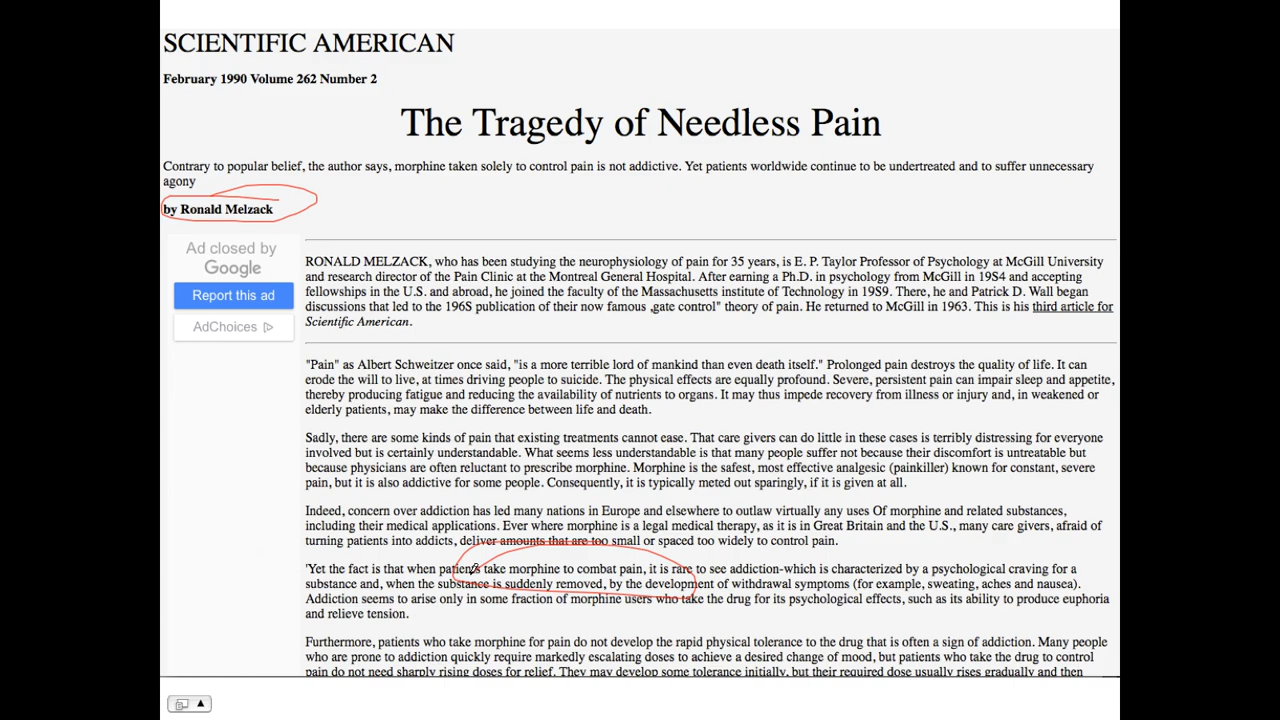 SCIENTIFIC AMERICAN
February 1990 Volume 262 Number 2
The Tragedy of Needless Pain
Contrary to popular belief, the author says, morphine taken solely to control pain is not addictive. Yet patients worldwide continue to be undertreated and to suffer unnecessary
agony
by Ronald Melzack
Ad closed by
Google
Report this ad
AdChoices
RONALD MELZACK, who has been studying the neurophysiology of pain for 35 years, is E. P. Taylor Professor of Psychology at McGill University
and research director of the Pain Clinic at the Montreal General Hospital. After earning a Ph.D. in psychology from McGill in 19S4 and accepting
fellowships in the U.S. and abroad, he joined the faculty of the Massachusetts institute of Technology in 19S9. There, he and Patrick D. Wall began
discussions that led to the 196S publication of their now famous „gate control" theory of pain. He returned to McGill in 1963. This is his third article for
Scientific American.
"Pain" as Albert Schweitzer once said, "is a more terrible lord of mankind than even death itself." Prolonged pain destroys the quality of life. It can
erode the will to live, at times driving people to suicide. The physical effects are equally profound. Severe, persistent pain can impair sleep and appetite,
thereby producing fatigue and reducing the availability of nutrients to organs. It may thus impede recovery from illness or injury and, in weakened or
elderly patients, may make the difference between life and death.
Sadly, there are some kinds of pain that existing treatments cannot ease. That care givers can do little in these cases is terribly distressing for everyone
involved but is certainly understandable. What seems less understandable is that many people suffer not because their discomfort is untreatable but
because physicians are often reluctant to prescribe morphine. Morphine is the safest, most effective analgesic (painkiller) known for constant, severe
pain, but it is also addictive for some people. Consequently, it is typically meted out sparingly, if it is given at all.
Indeed, concern over addiction has led many nations in Europe and elsewhere to outlaw virtually any uses Of morphine and related substances,
including their medical applications. Ever where morphine is a legal medical therapy, as it is in Great Britain and the U.S., many care givers, afraid of
turning patients into addicts, deliver amounts that are too small or spaced too widely to control pain.
'Yet the fact is that when patients take morphine to combat pain, it is rare to see addiction-which is characterized by a psychological craving for a
substance and, when the substance is suddenly removed, by the development of withdrawal symptoms (for example, sweating, aches and nausea).
Addiction seems to arise only in some fraction of morphine users who take the drug for its psychological effects, such as its ability to produce euphoria
and relieve tension.
Furthermore, patients who take morphine for pain do not develop the rapid physical tolerance to the drug that is often a sign of addiction. Many people
who are prone to addiction quickly require markedly escalating doses to achieve a desired change of mood, but patients who take the drug to control
pain do not need sharply rising doses for relief. They may develop some tolerance initially, but their required dose usually rises gradually and then